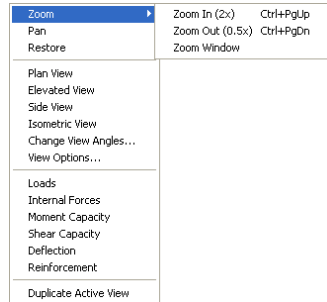 Zoom
Zoom In (2x) Ctrl+PgUp
Pan
Zoom Out (0.5x) Ctrl+PgDn
Restore
Zoom Window
Plan View
Elevated View
Side View
Isometric View
Change View Angles...
View Options...
Loads
Internal Forces
Moment Capacity
Shear Capacity
Deflection
Reinforcement
Duplicate Active View